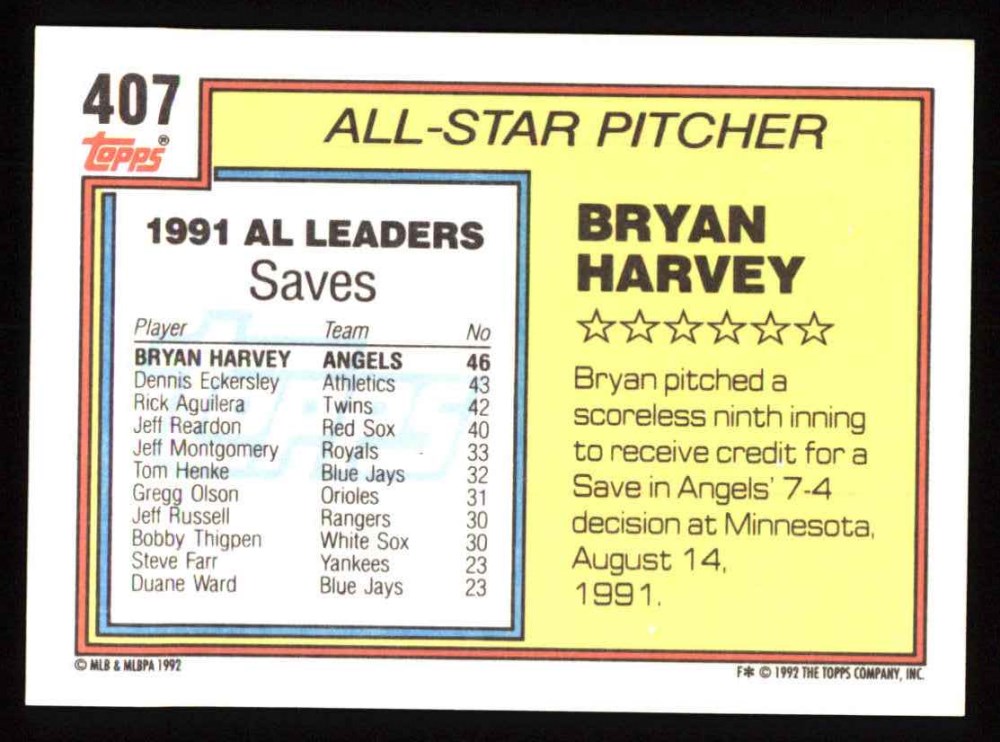 407
Topps®
ALL-STAR PITCHER
1991 AL LEADERS
Saves
Player Team No
BRYAN HARVEY ANGELS 46
Dennis Eckersley Athletics 43
Rick Aguilera Twins 42
Jeff Reardon Red Sox 40
Jeff Montgomery Royals 33
Tom Henke Blue Jays 32
Gregg Olson Orioles 31
Jeff Russell Rangers 30
Bobby Thigpen White Sox 30
Steve Farr Yankees 23
Duane Ward Blue Jays 23
Topps
BRYAN
HARVEY
☆☆☆☆☆☆
Bryan pitched a
scoreless ninth inning
to receive credit for a
Save in Angels' 7-4
decision at Minnesota,
August 14,
1991.
© MLB & MLBPA 1992
F* © 1992 THE TOPPS COMPANY, INC.